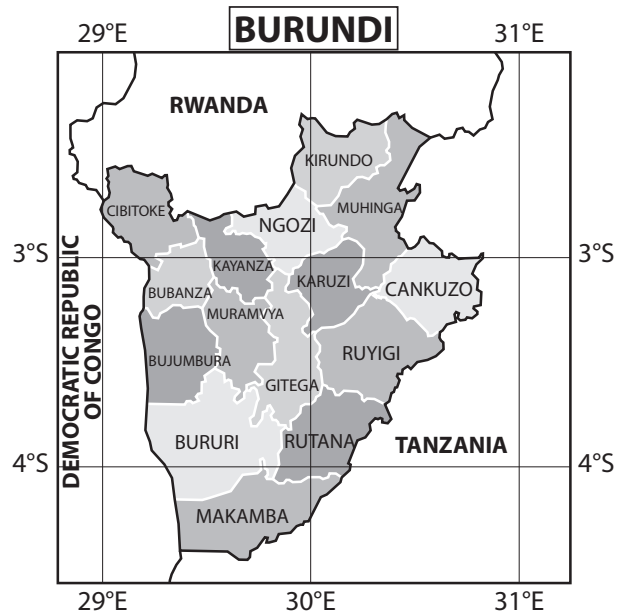 BURUNDI
29°E
31°E
RWANDA
KIRUNDO
CIBITOKE
MUHINGA
NGOZI
3°S
3°S
KAYANZA
KARUZI
CANKUZO
BUBANZA
MURAMVYA
DEMOCRATIC REPUBLIC
OF CONGO
RUYIGI
BUJUMBURA
GITEGA
BURURI
RUTANA
TANZANIA
4°S
4°S
MAKAMBA
29°E
30°E
31°E